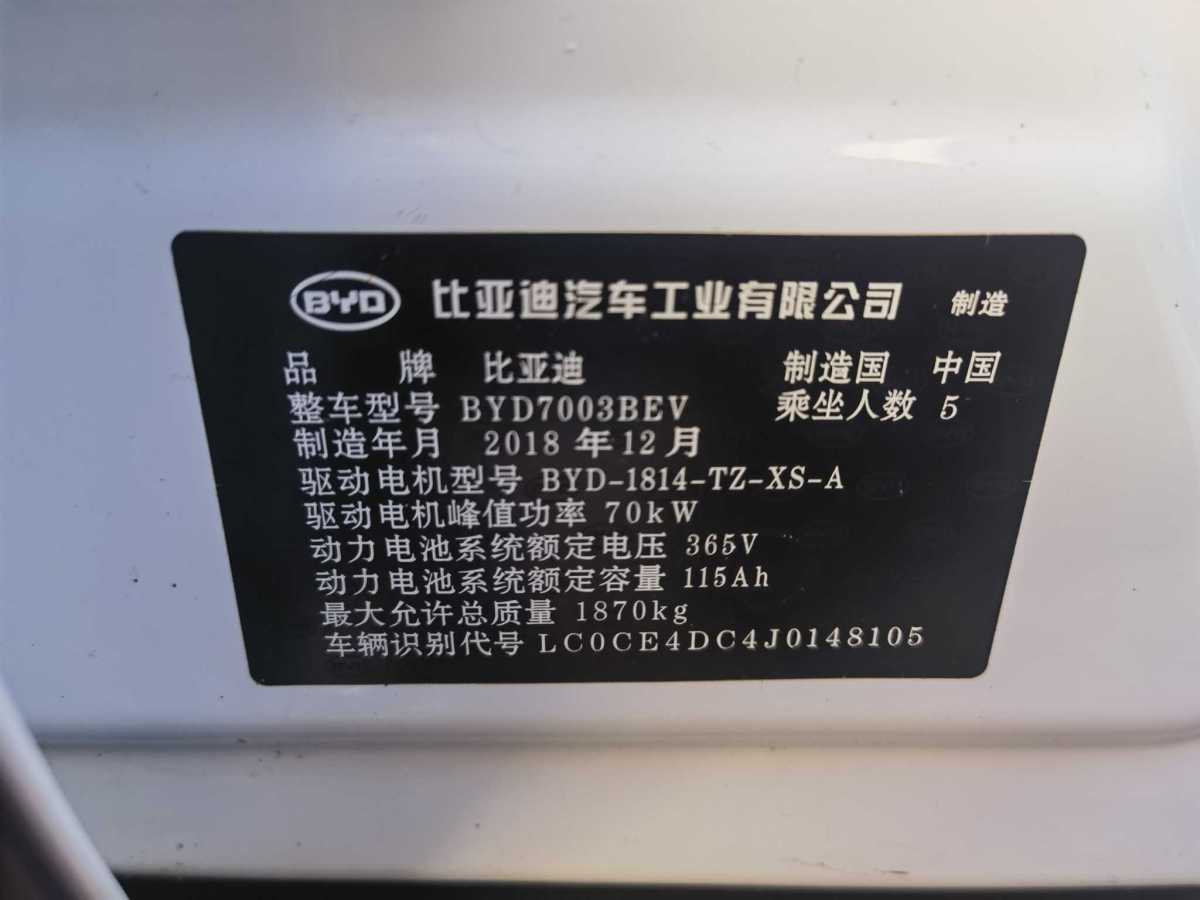 BYD 比亚迪汽车工业有限公司 制造
品 牌 比亚迪 制造国 中国
整车型号 BYD7003BEV 乘坐人数 5
制造年月 2018 年 12 月
驱动电机型号 BYD-1814-TZ-XS-A
驱动电机峰值功率 70kW
动力电池系统额定电压 365V
动力电池系统额定容量 115Ah
最大允许总质量 1870kg
车辆识别代号 LC0CE4DC4J0148105